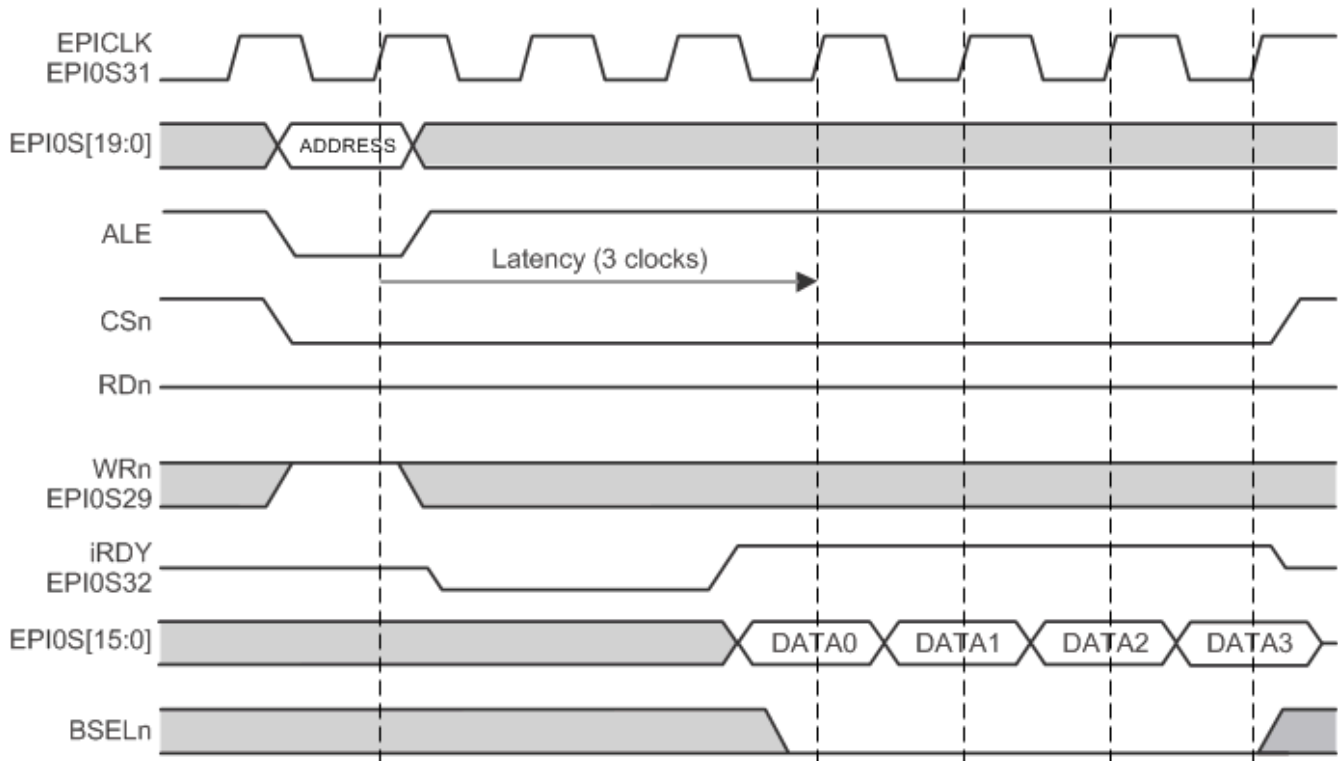 EPICLK
EPI0S31
EPI0S[19:0]
ADDRESS
ALE
Latency (3 clocks)
CSn
RDn
WRn
EPI0S29
iRDY
EPI0S32
EPI0S[15:0]
DATA0 DATA1 DATA2 DATA3
BSELn